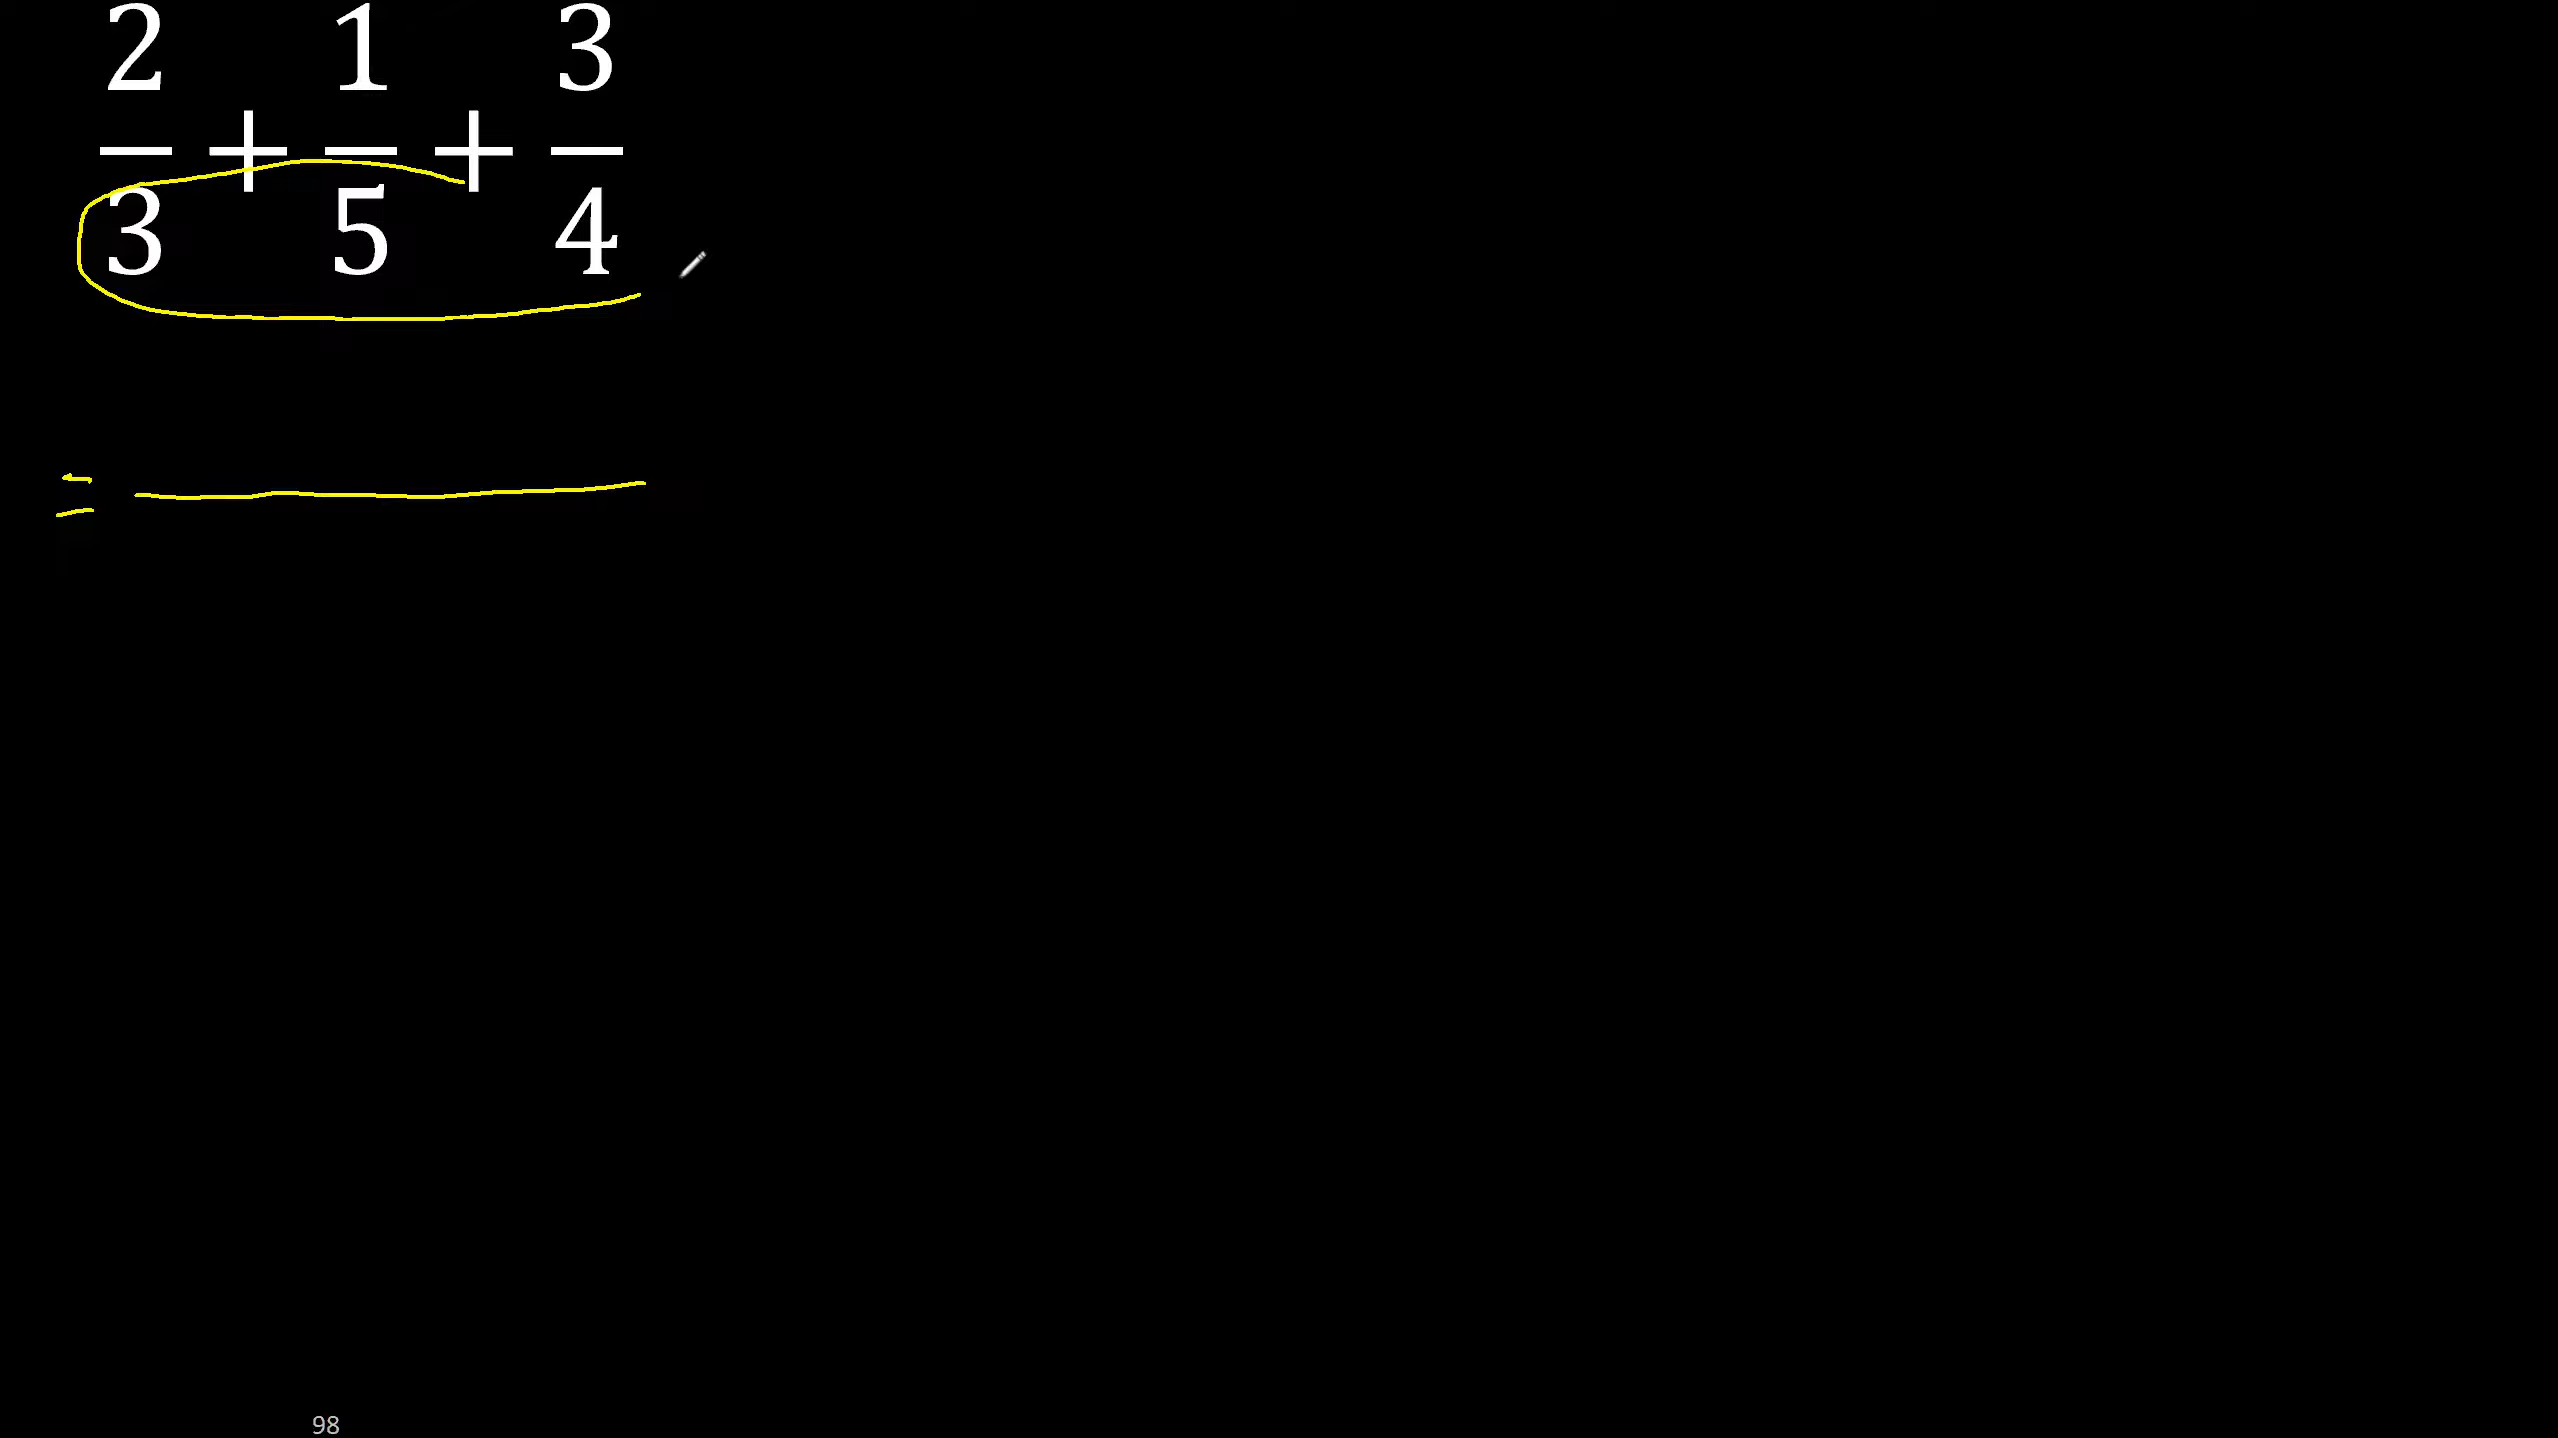 2/3 + 1/5 + 3/4
=
98